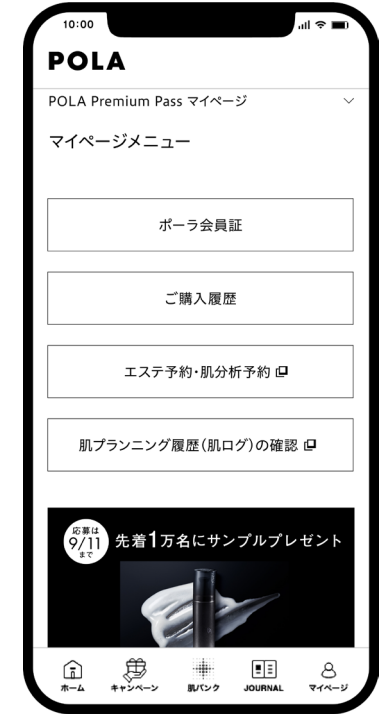 10:00
POLA
POLA Premium Pass マイページ
マイページメニュー
ポーラ会員証
ご購入履歴
エステ予約・肌分析予約
肌プランニング履歴(肌ログ)の確認
応募は
9/11
まで
先着1万名にサンプルプレゼント
ホーム キャンペーン 肌バンク JOURNAL マイページ